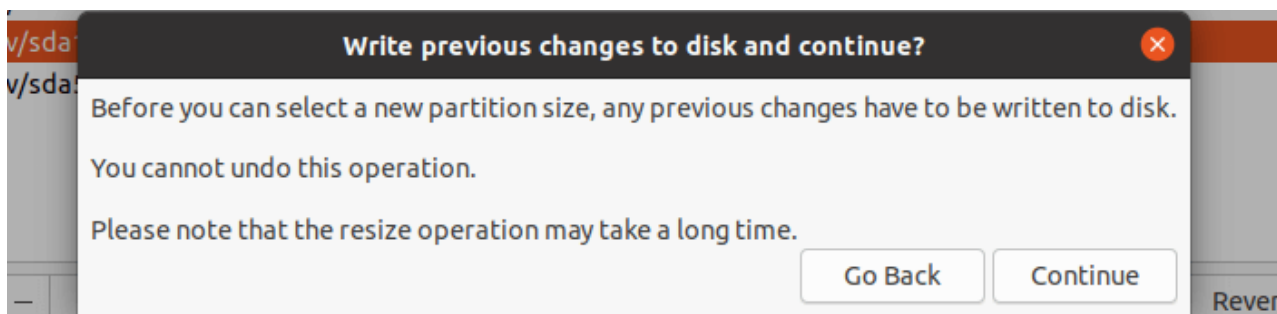 Write previous changes to disk and continue?
v/sda
v/sda
Before you can select a new partition size, any previous changes have to be written to disk.
You cannot undo this operation.
Please note that the resize operation may take a long time.
Go Back Continue
– Rever